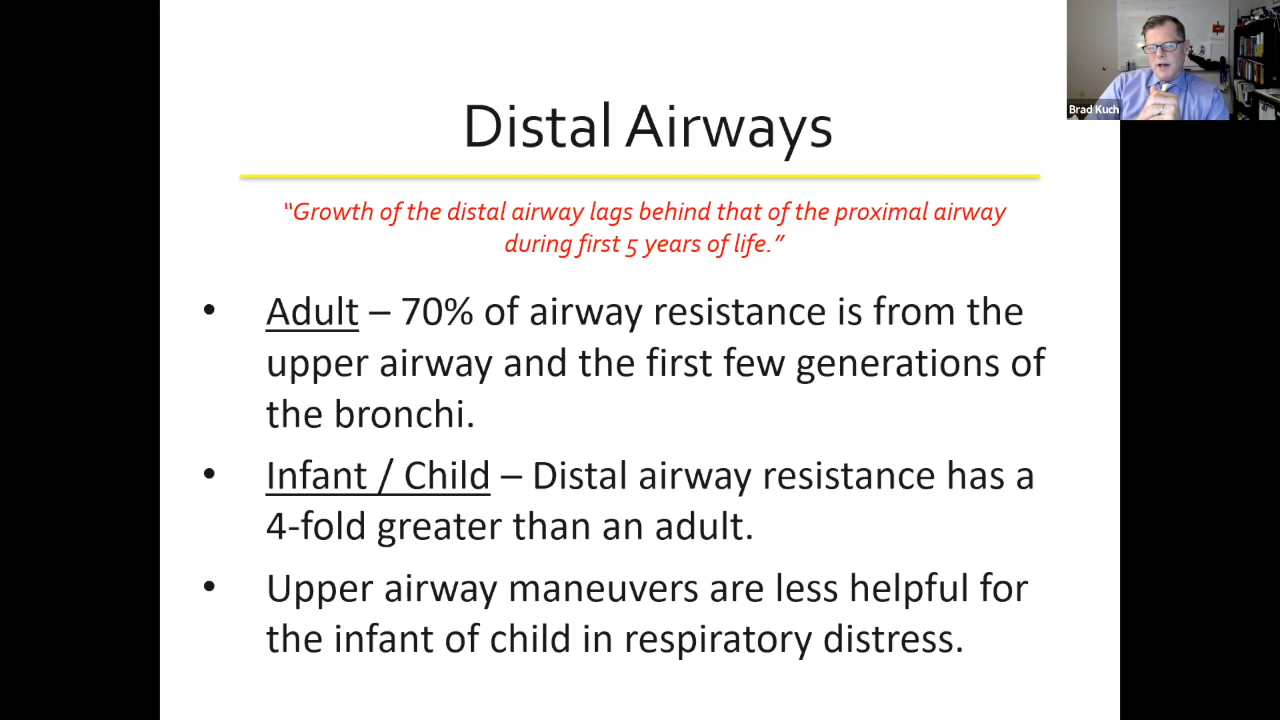 Distal Airways
“Growth of the distal airway lags behind that of the proximal airway
during first 5 years of life.”
• Adult – 70% of airway resistance is from the
upper airway and the first few generations of
the bronchi.
• Infant / Child – Distal airway resistance has a
4-fold greater than an adult.
• Upper airway maneuvers are less helpful for
the infant of child in respiratory distress.
Brad Kuch